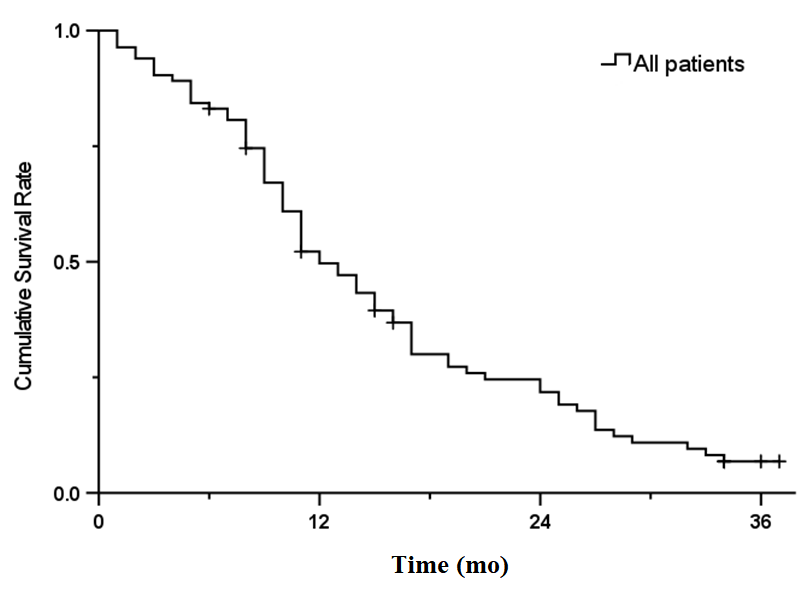 1.0
All patients
Cumulative Survival Rate
0.5
0.0
0 12 24 36
Time (mo)